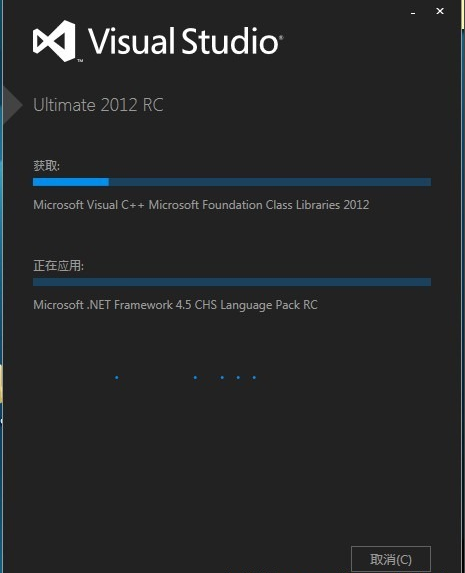 Visual Studio®
™
Ultimate 2012 RC
获取:
Microsoft Visual C++ Microsoft Foundation Class Libraries 2012
正在应用:
Microsoft .NET Framework 4.5 CHS Language Pack RC
取消(C)